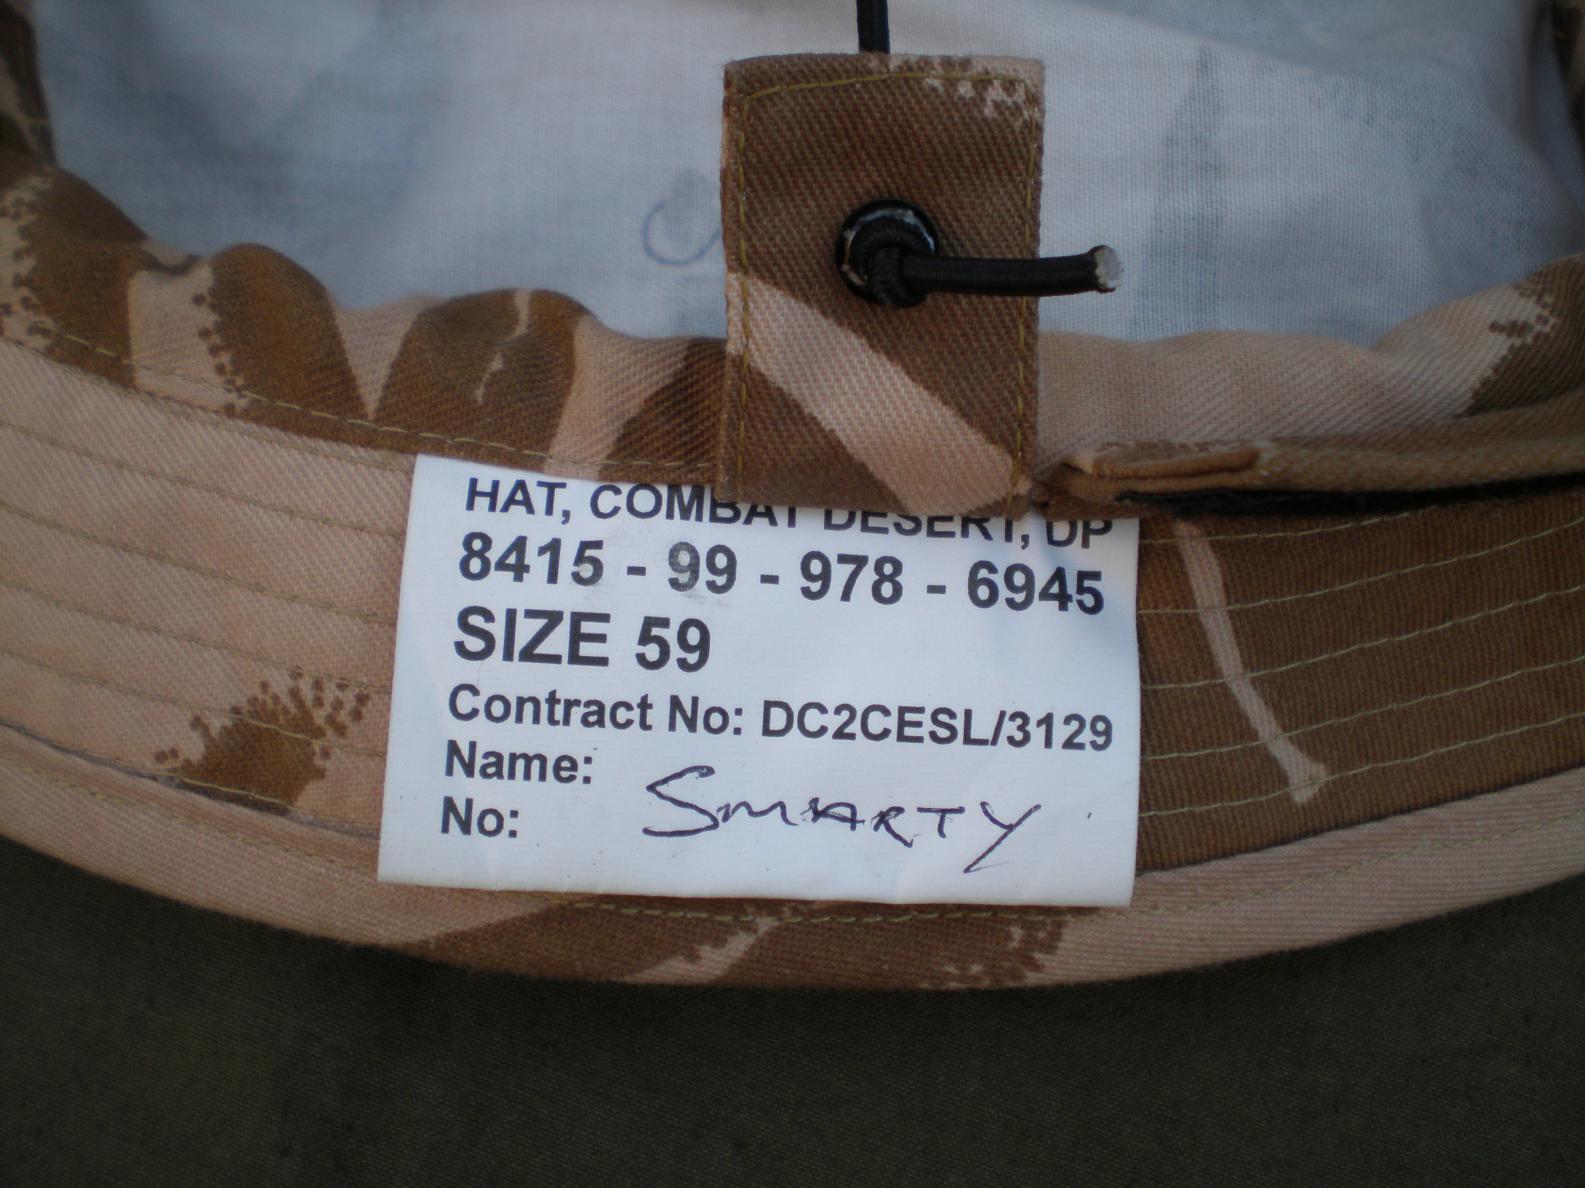 HAT, COMBAT DESERT, DP
8415 - 99 - 978 - 6945
SIZE 59
Contract No: DC2CESL/3129
Name:
No: SMARTY